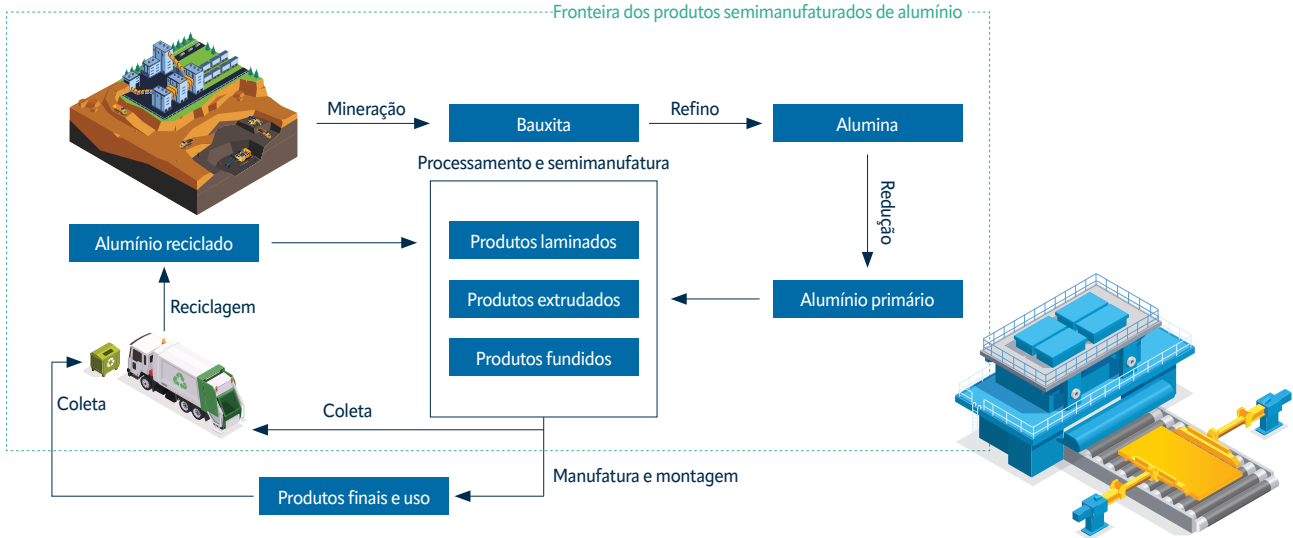 Fronteira dos produtos semimanufaturados de alumínio
Mineração
Bauxita
Refino
Alumina
Processamento e semimanufatura
Redução
Alumínio reciclado
Produtos laminados
Produtos extrudados
Alumínio primário
Reciclagem
Produtos fundidos
Coleta
Coleta
Manufatura e montagem
Produtos finais e uso